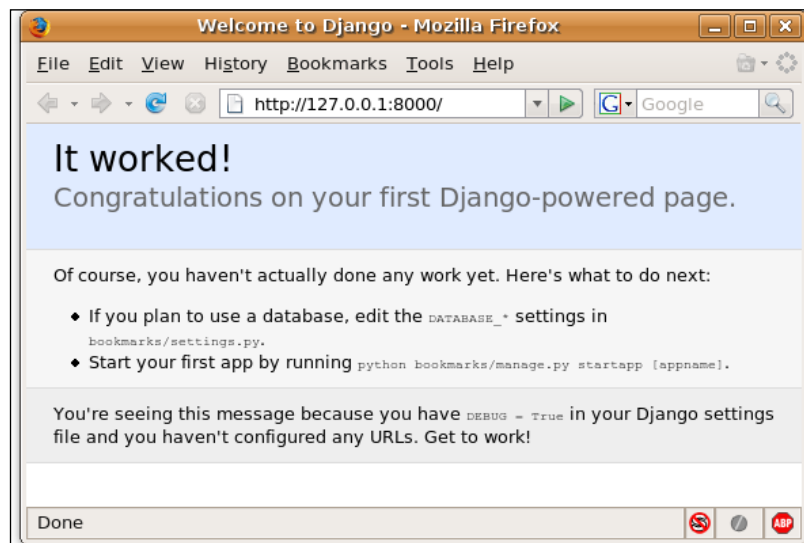 Welcome to Django - Mozilla Firefox
File Edit View History Bookmarks Tools Help
http://127.0.0.1:8000/ G Google
It worked!
Congratulations on your first Django-powered page.
Of course, you haven't actually done any work yet. Here's what to do next:
If you plan to use a database, edit the DATABASE_* settings in
bookmarks/settings.py.
Start your first app by running python bookmarks/manage.py startapp [appname].
You're seeing this message because you have DEBUG = True in your Django settings
file and you haven't configured any URLs. Get to work!
Done ABP